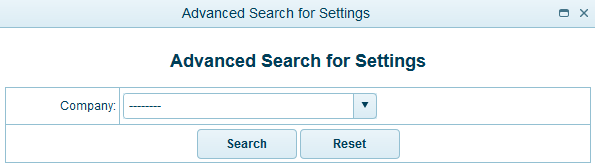 Advanced Search for Settings
Advanced Search for Settings
Company: --------
Search Reset